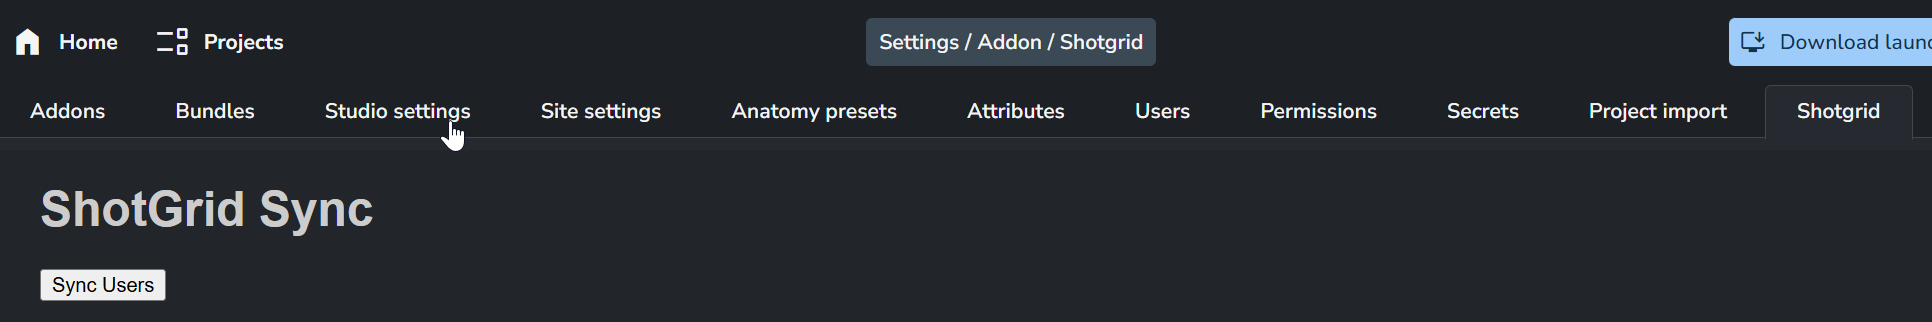 Home Projects Settings / Addon / Shotgrid Download
Addons Bundles Studio settings Site settings Anatomy presets Attributes Users Permissions Secrets Project import Shotgrid
ShotGrid Sync
Sync Users